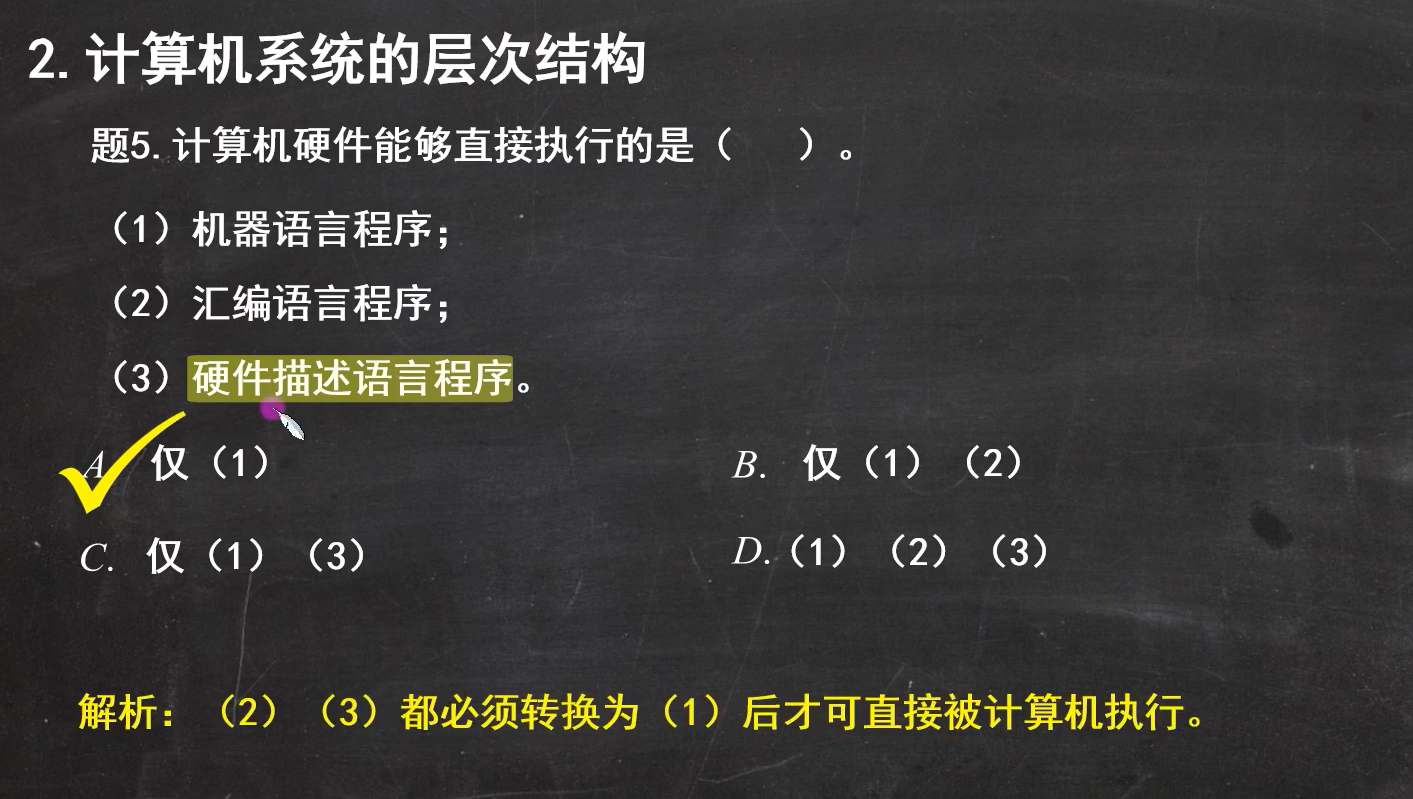 2.计算机系统的层次结构
题5.计算机硬件能够直接执行的是（　　）。
（1）机器语言程序；
（2）汇编语言程序；
（3）硬件描述语言程序。
A　仅（1）
B.　仅（1）（2）
C.　仅（1）（3）
D.（1）（2）（3）
解析：（2）（3）都必须转换为（1）后才可直接被计算机执行。